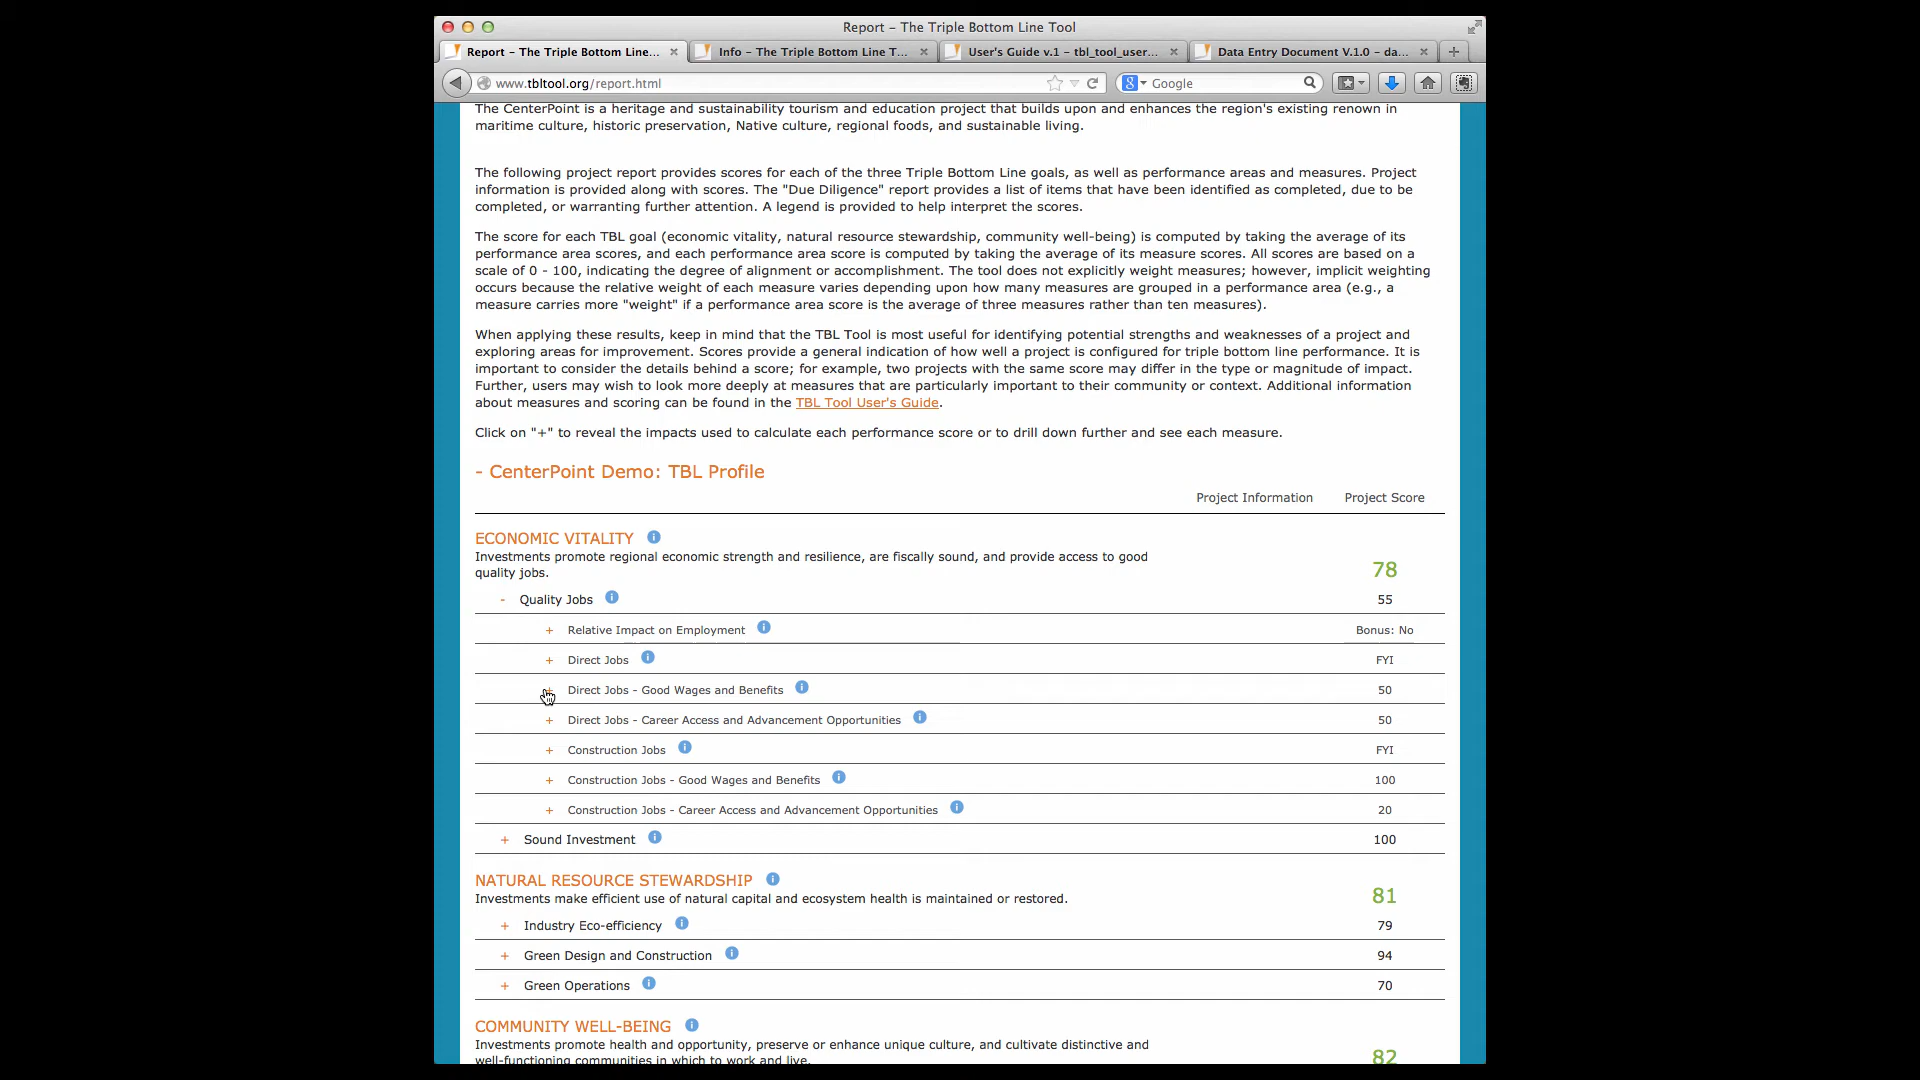 Report – The Triple Bottom Line Tool
Report – The Triple Bottom Line...
Info – The Triple Bottom Line T...
User's Guide v.1 – tbl_tool_user...
Data Entry Document V.1.0 – da...
www.tbltool.org/report.html
Google
The CenterPoint is a heritage and sustainability tourism and education project that builds upon and enhances the region's existing renown in
maritime culture, historic preservation, Native culture, regional foods, and sustainable living.
The following project report provides scores for each of the three Triple Bottom Line goals, as well as performance areas and measures. Project
information is provided along with scores. The "Due Diligence" report provides a list of items that have been identified as completed, due to be
completed, or warranting further attention. A legend is provided to help interpret the scores.
The score for each TBL goal (economic vitality, natural resource stewardship, community well-being) is computed by taking the average of its
performance area scores, and each performance area score is computed by taking the average of its measure scores. All scores are based on a
scale of 0 - 100, indicating the degree of alignment or accomplishment. The tool does not explicitly weight measures; however, implicit weighting
occurs because the relative weight of each measure varies depending upon how many measures are grouped in a performance area (e.g., a
measure carries more "weight" if a performance area score is the average of three measures rather than ten measures).
When applying these results, keep in mind that the TBL Tool is most useful for identifying potential strengths and weaknesses of a project and
exploring areas for improvement. Scores provide a general indication of how well a project is configured for triple bottom line performance. It is
important to consider the details behind a score; for example, two projects with the same score may differ in the type or magnitude of impact.
Further, users may wish to look more deeply at measures that are particularly important to their community or context. Additional information
about measures and scoring can be found in the TBL Tool User's Guide.
Click on "+" to reveal the impacts used to calculate each performance score or to drill down further and see each measure.
- CenterPoint Demo: TBL Profile
Project Information Project Score
ECONOMIC VITALITY
Investments promote regional economic strength and resilience, are fiscally sound, and provide access to good
quality jobs.
78
- Quality Jobs 55
+ Relative Impact on Employment Bonus: No
+ Direct Jobs FYI
+ Direct Jobs - Good Wages and Benefits 50
+ Direct Jobs - Career Access and Advancement Opportunities 50
+ Construction Jobs FYI
+ Construction Jobs - Good Wages and Benefits 100
+ Construction Jobs - Career Access and Advancement Opportunities 20
+ Sound Investment 100
NATURAL RESOURCE STEWARDSHIP
Investments make efficient use of natural capital and ecosystem health is maintained or restored. 81
+ Industry Eco-efficiency 79
+ Green Design and Construction 94
+ Green Operations 70
COMMUNITY WELL-BEING
Investments promote health and opportunity, preserve or enhance unique culture, and cultivate distinctive and
well-functioning communities in which to work and live.
82